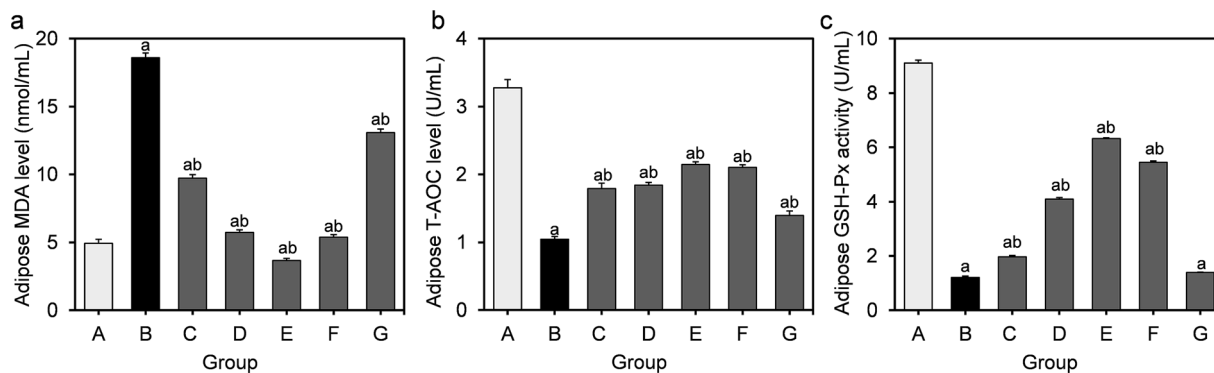 a
Adipose MDA level (nmol/mL)
20
15
10
5
0
a
ab
ab
ab
ab
ab
A B C D E F G
Group
b
Adipose T-AOC level (U/mL)
4
3
2
1
0
a
ab
ab
ab
ab
ab
A B C D E F G
Group
c
Adipose GSH-Px activity (U/mL)
10
8
6
4
2
0
a
ab
ab
ab
ab
a
A B C D E F G
Group